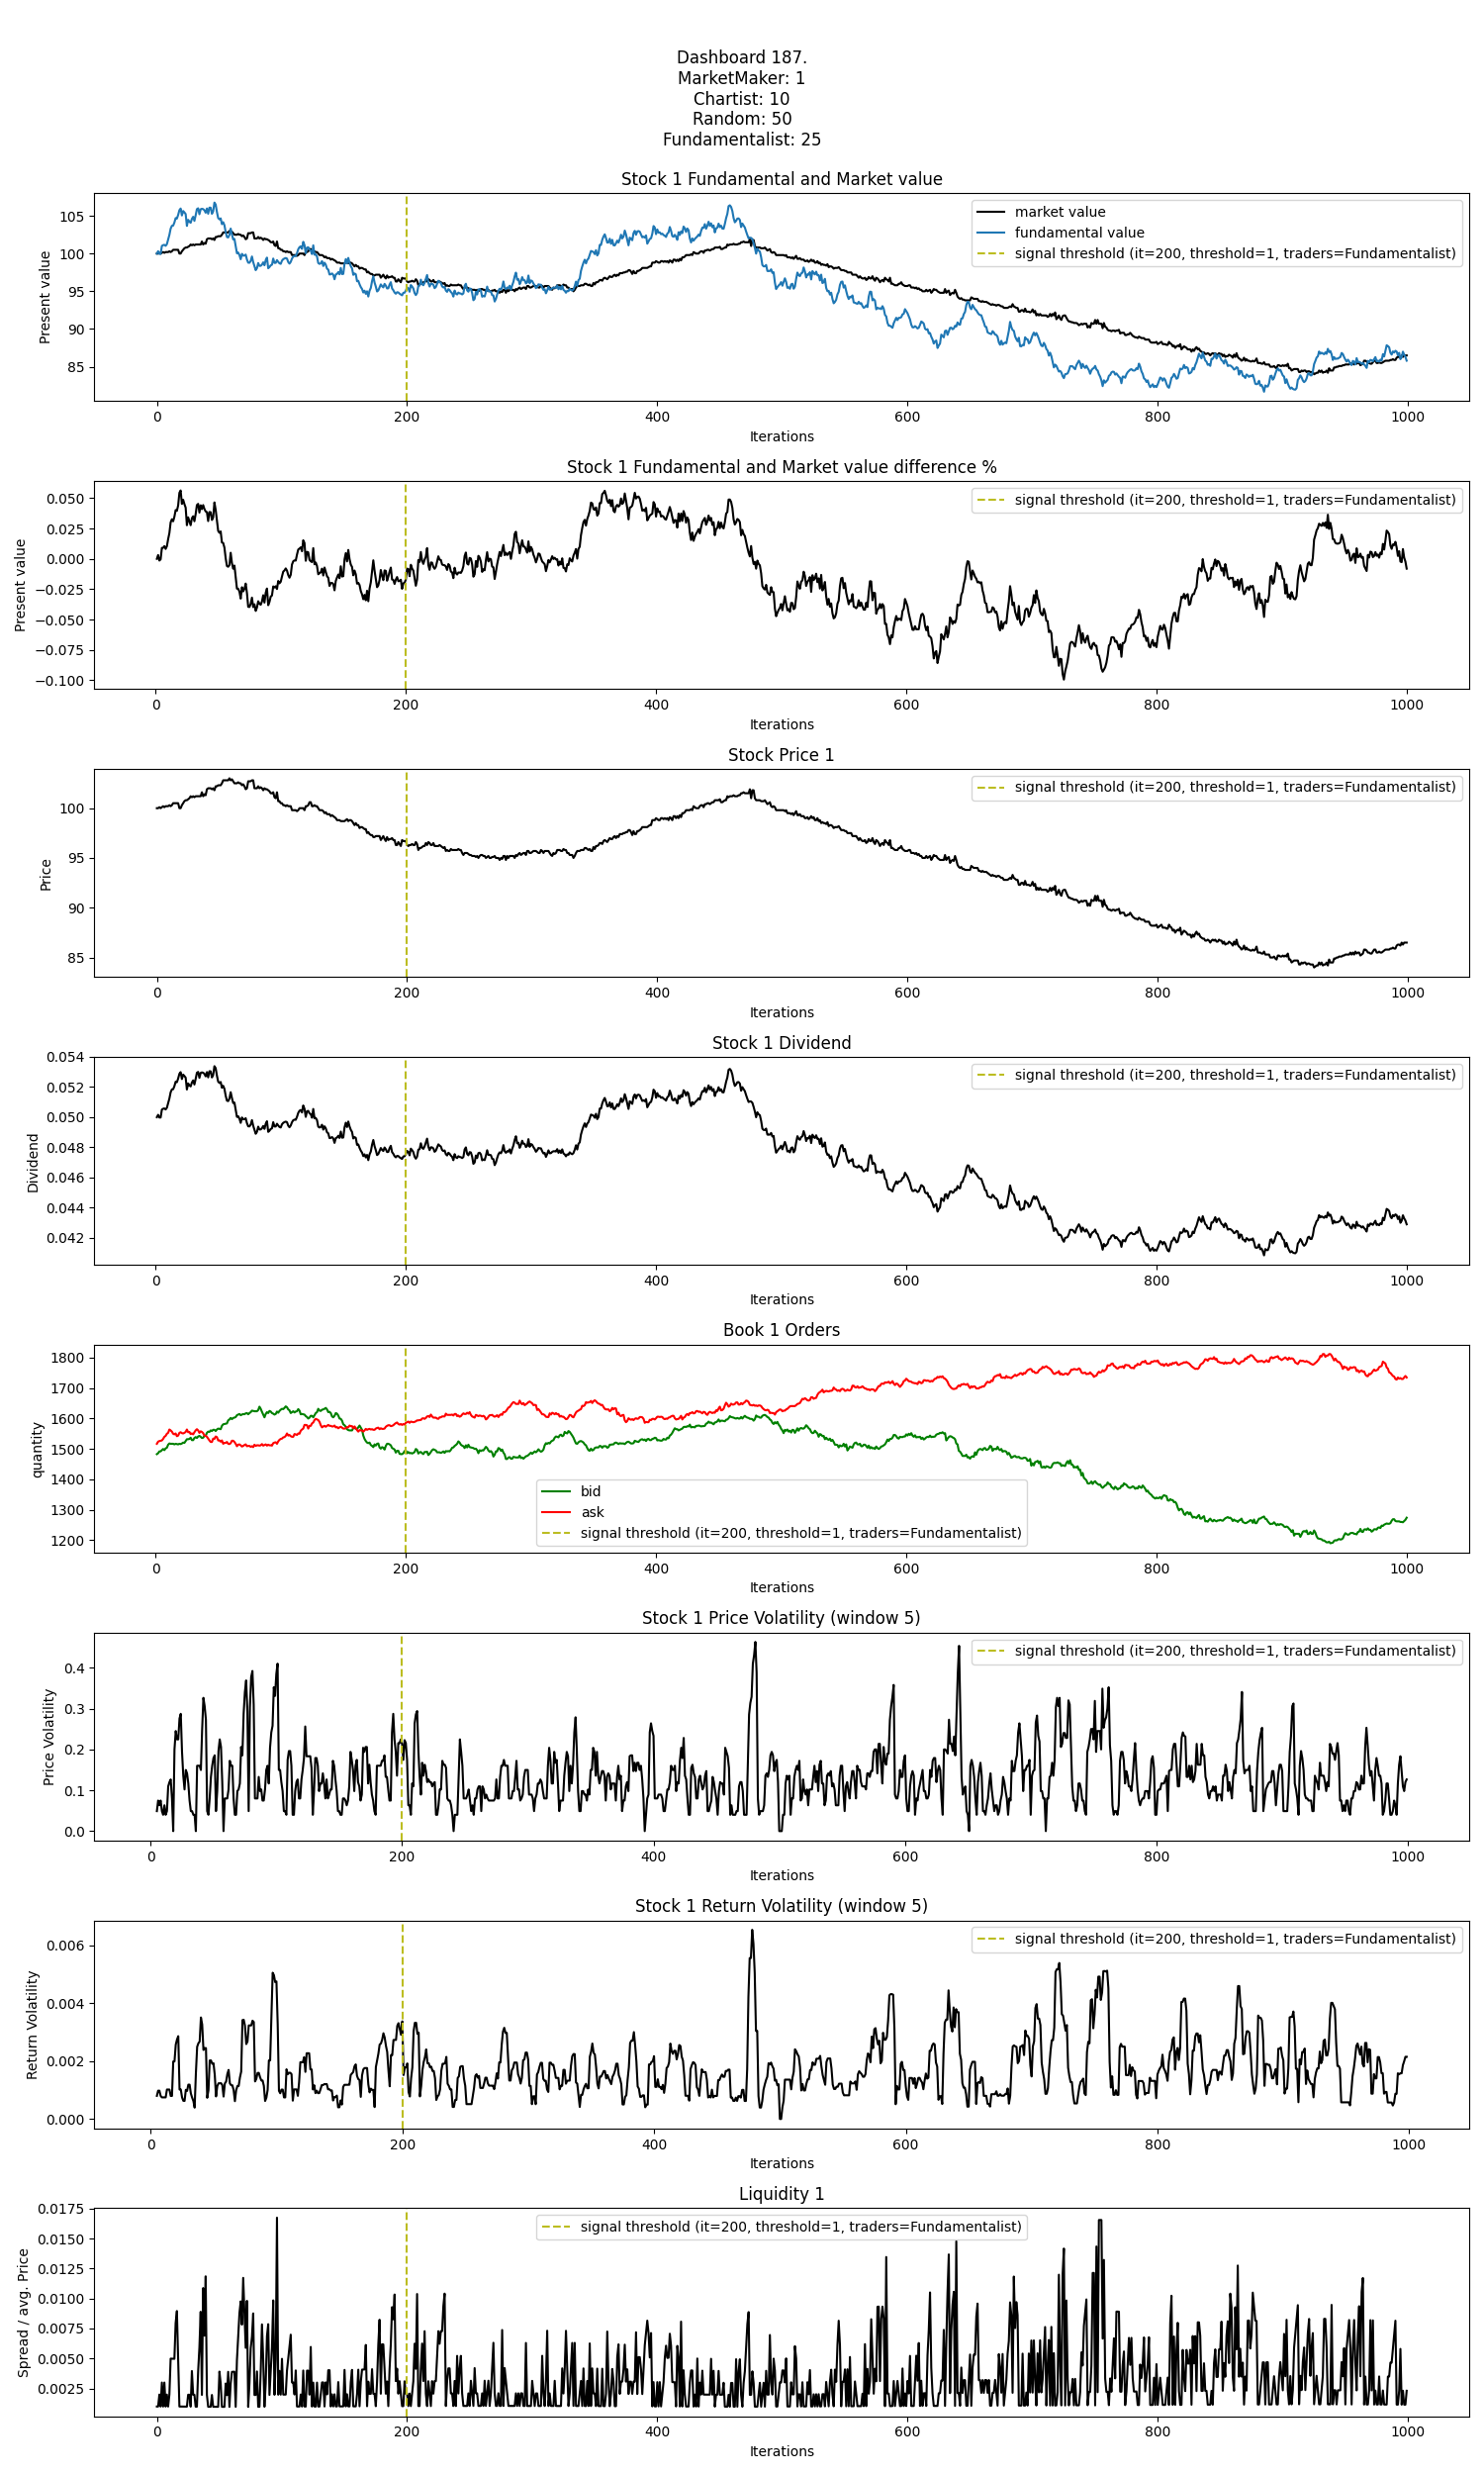 Dashboard 187.
MarketMaker: 1
Chartist: 10
Random: 50
Fundamentalist: 25
Stock 1 Fundamental and Market value
105
100
95
90
85
Present value
market value
fundamental value
signal threshold (it=200, threshold=1, traders=Fundamentalist)
0 200 400 600 800 1000
Iterations
Stock 1 Fundamental and Market value difference %
0.050
0.025
0.000
−0.025
−0.050
−0.075
−0.100
Present value
signal threshold (it=200, threshold=1, traders=Fundamentalist)
0 200 400 600 800 1000
Iterations
Stock Price 1
100
95
90
85
Price
signal threshold (it=200, threshold=1, traders=Fundamentalist)
0 200 400 600 800 1000
Iterations
Stock 1 Dividend
0.054
0.052
0.050
0.048
0.046
0.044
0.042
Dividend
signal threshold (it=200, threshold=1, traders=Fundamentalist)
0 200 400 600 800 1000
Iterations
Book 1 Orders
1800
1700
1600
1500
1400
1300
1200
quantity
bid
ask
signal threshold (it=200, threshold=1, traders=Fundamentalist)
0 200 400 600 800 1000
Iterations
Stock 1 Price Volatility (window 5)
0.4
0.3
0.2
0.1
0.0
Price Volatility
signal threshold (it=200, threshold=1, traders=Fundamentalist)
0 200 400 600 800 1000
Iterations
Stock 1 Return Volatility (window 5)
0.006
0.004
0.002
0.000
Return Volatility
signal threshold (it=200, threshold=1, traders=Fundamentalist)
0 200 400 600 800 1000
Iterations
Liquidity 1
0.0175
0.0150
0.0125
0.0100
0.0075
0.0050
0.0025
Spread / avg. Price
signal threshold (it=200, threshold=1, traders=Fundamentalist)
0 200 400 600 800 1000
Iterations